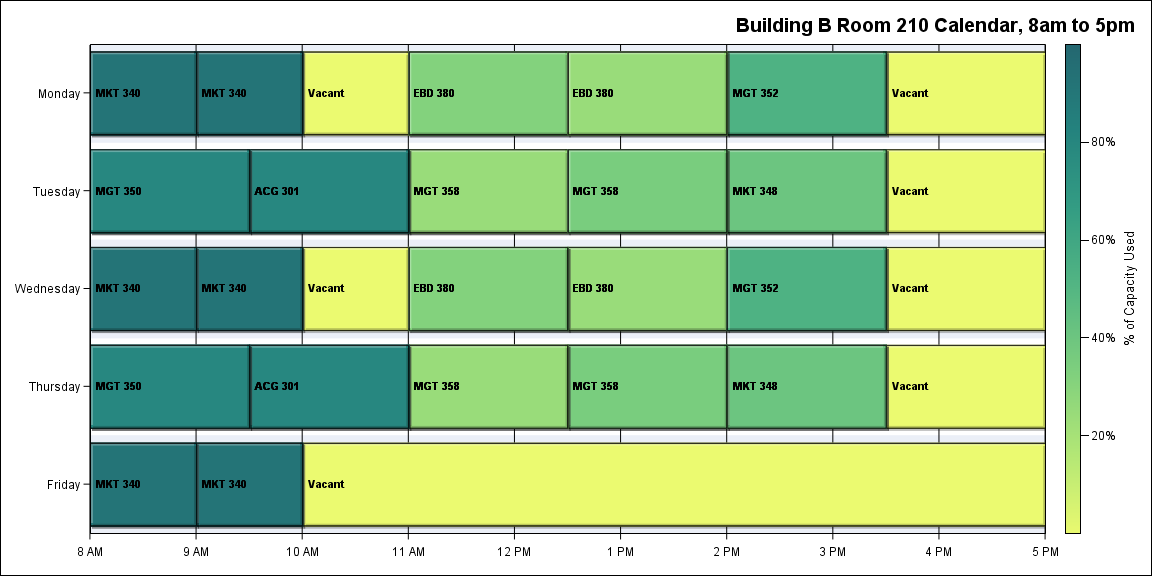 Building B Room 210 Calendar, 8am to 5pm
Monday
MKT 340
MKT 340
Vacant
EBD 380
EBD 380
MGT 352
Vacant
Tuesday
MGT 350
ACG 301
MGT 358
MGT 358
MKT 348
Vacant
Wednesday
MKT 340
MKT 340
Vacant
EBD 380
EBD 380
MGT 352
Vacant
Thursday
MGT 350
ACG 301
MGT 358
MGT 358
MKT 348
Vacant
Friday
MKT 340
MKT 340
Vacant
8 AM
9 AM
10 AM
11 AM
12 PM
1 PM
2 PM
3 PM
4 PM
5 PM
80%
60%
40%
20%
% of Capacity Used